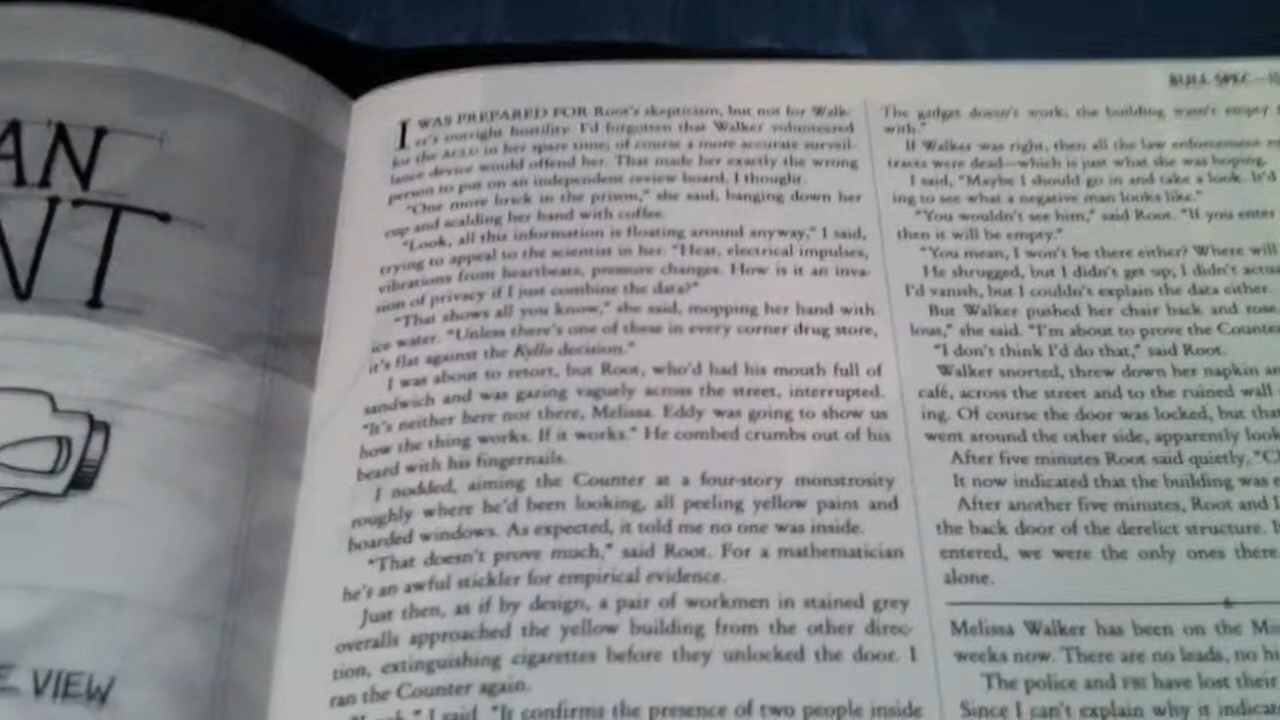 AN
NT
E VIEW
BULL SPEC
I WAS PREPARED FOR Root's skepticism, but not for Walk-
er's outright hostility. I'd forgotten that Walker volunteered
for the ACLU in her spare time; of course a more accurate surveil-
lance device would offend her. That made her exactly the wrong
person to put on an independent review board, I thought.
"One more brick in the prison," she said, banging down her
cup and scalding her hand with coffee.
"Look, all this information is floating around anyway," I said,
trying to appeal to the scientist in her. "Heat, electrical impulses,
vibrations from heartbeats, pressure changes. How is it an inva-
sion of privacy if I just combine the data?"
"That shows all you know," she said, mopping her hand with
ice water. "Unless there's one of these in every corner drug store,
it's flat against the Kyllo decision."
I was about to retort, but Root, who'd had his mouth full of
sandwich and was gazing vaguely across the street, interrupted.
"It's neither here nor there, Melissa. Eddy was going to show us
how the thing works. If it works." He combed crumbs out of his
beard with his fingernails.
I nodded, aiming the Counter at a four-story monstrosity
roughly where he'd been looking, all peeling yellow paint and
boarded windows. As expected, it told me no one was inside.
"That doesn't prove much," said Root. For a mathematician
he's an awful stickler for empirical evidence.
Just then, as if by design, a pair of workmen in stained grey
overalls approached the yellow building from the other direc-
tion, extinguishing cigarettes before they unlocked the door. I
ran the Counter again.
I said. "It confirms the presence of two people inside
The gadget doesn't work; the building wasn't empty
with."
If Walker was right, then all the law enforcement
tracts were dead—which is just what she was hoping.
I said, "Maybe I should go in and take a look. It'd
ing to see what a negative man looks like."
"You wouldn't see him," said Root. "If you enter
then it will be empty."
"You mean, I won't be there either? Where will
He shrugged, but I didn't get up; I didn't actu
I'd vanish, but I couldn't explain the data either.
But Walker pushed her chair back and rose
lous," she said. "I'm about to prove the Counte
"I don't think I'd do that," said Root.
Walker snorted, threw down her napkin an
café, across the street and to the ruined wall
ing. Of course the door was locked, but tha
went around the other side, apparently look
After five minutes Root said quietly, "Cl
It now indicated that the building was e
After another five minutes, Root and I
the back door of the derelict structure. I
entered, we were the only ones there
alone.
Melissa Walker has been on the M
weeks now. There are no leads, no hi
The police and FBI have lost their
Since I can't explain why it indicat